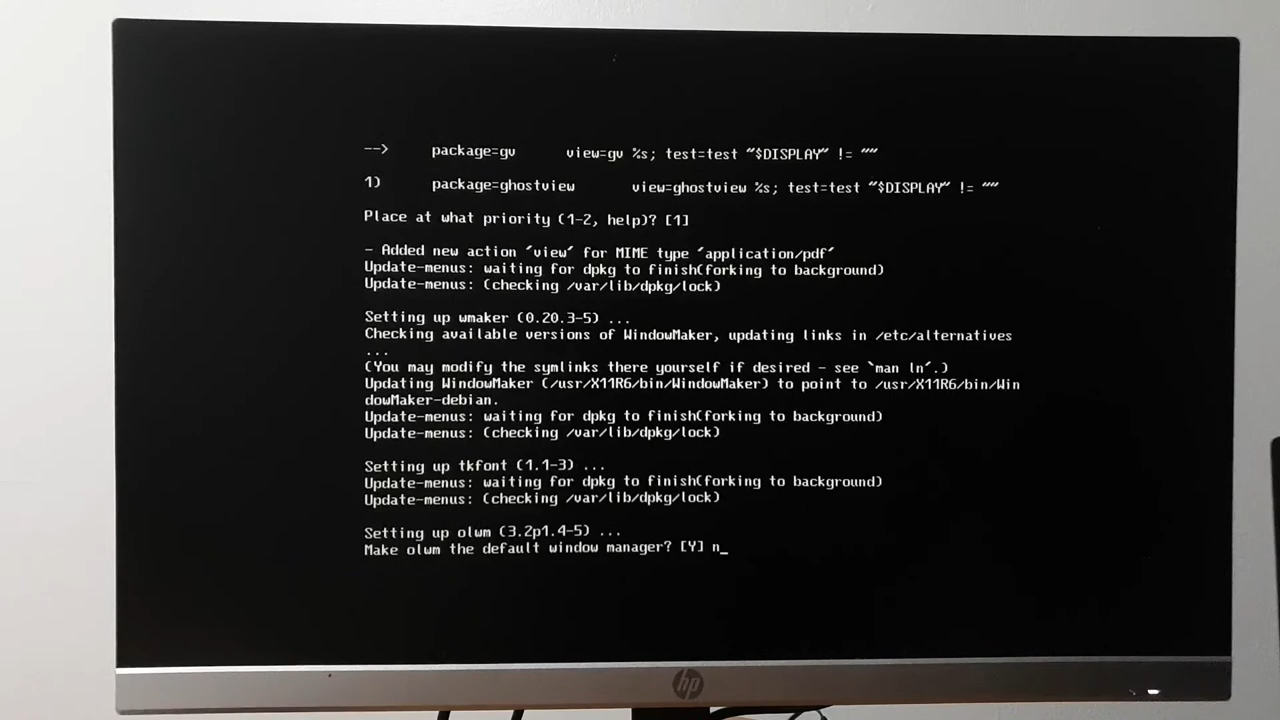 --> package=gv view=gv %s; test=test "$DISPLAY" != ""
1) package=ghostview view=ghostview %s; test=test "$DISPLAY" != ""
Place at what priority (1-2, help)? [1]
- Added new action 'view' for MIME type 'application/pdf'
Update-menus: waiting for dpkg to finish(forking to background)
Update-menus: (checking /var/lib/dpkg/lock)
Setting up wmaker (0.20.3-5) ...
Checking available versions of WindowMaker, updating links in /etc/alternatives
...
(You may modify the symlinks there yourself if desired - see `man ln'.)
Updating WindowMaker (/usr/X11R6/bin/WindowMaker) to point to /usr/X11R6/bin/Win
dowMaker-debian.
Update-menus: waiting for dpkg to finish(forking to background)
Update-menus: (checking /var/lib/dpkg/lock)
Setting up tkfont (1.1-3) ...
Update-menus: waiting for dpkg to finish(forking to background)
Update-menus: (checking /var/lib/dpkg/lock)
Setting up olwm (3.2p1.4-5) ...
Make olwm the default window manager? [Y] n_
hp